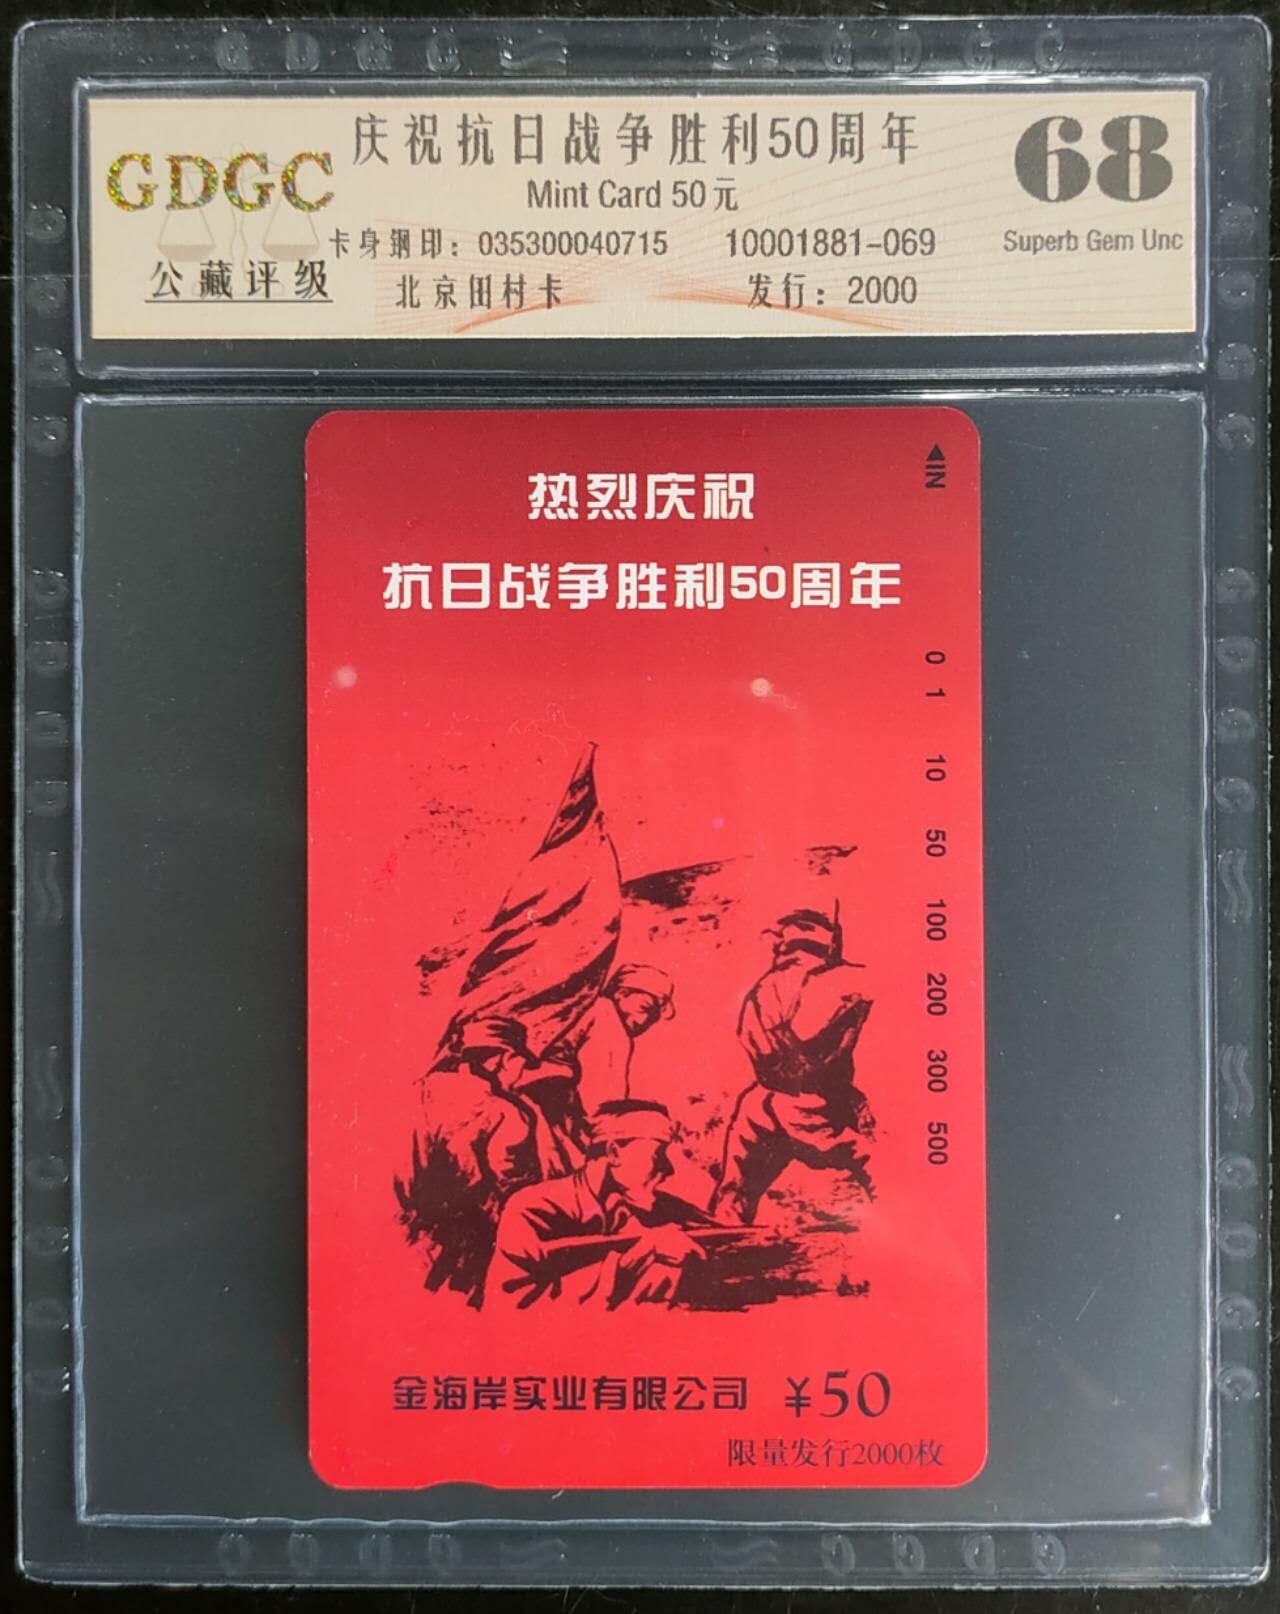 庆祝抗日战争胜利50周年
GDGC
Mint Card 50元
68
卡身钢印：035300040715 10001881-069
Superb Gem Unc
公藏评级
北京田村卡 发行：2000
IN
热烈庆祝
抗日战争胜利50周年
0
1
10
50
100
200
300
500
金海岸实业有限公司 ¥50
限量发行2000枚